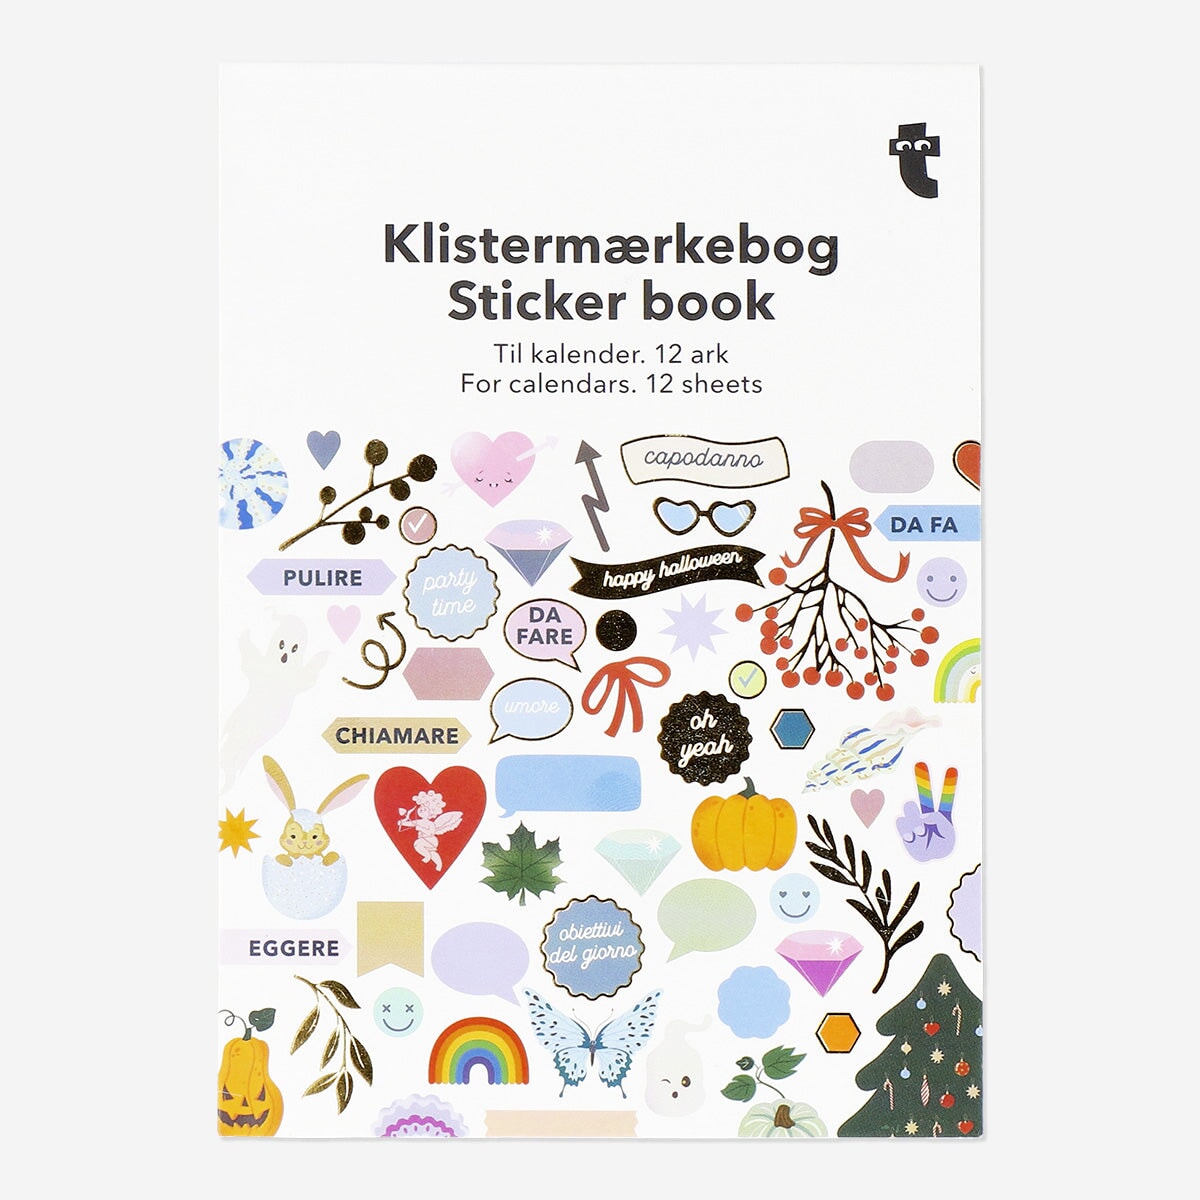 t
Klistermærkebog
Sticker book
Til kalender. 12 ark
For calendars. 12 sheets
capodanno
DA FA
happy halloween
PULIRE
party
time
DA
FARE
umore
oh
yeah
CHIAMARE
obiettivi
del giorno
EGGERE